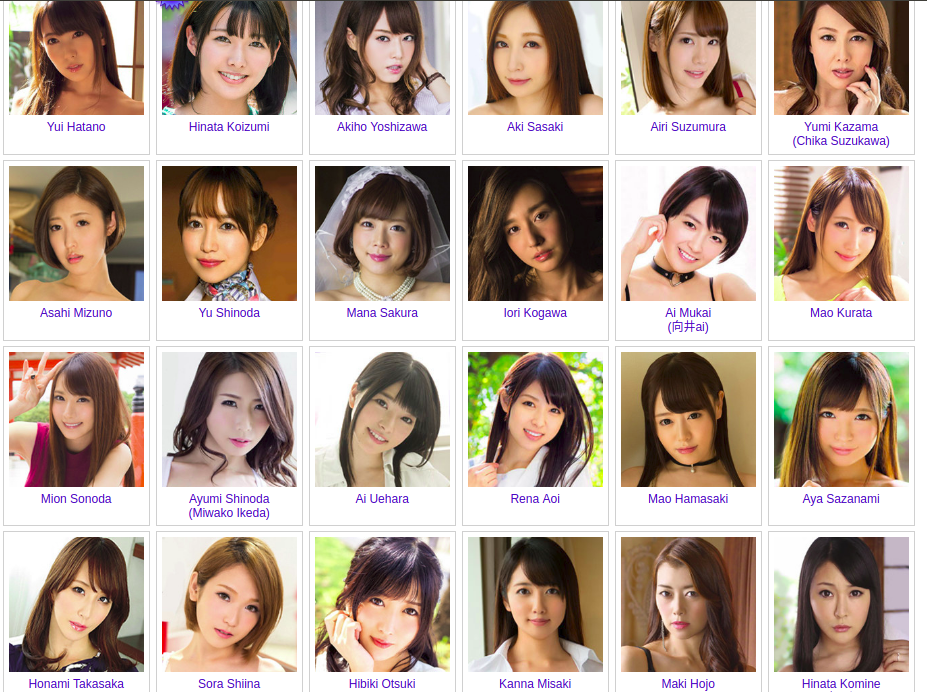 Yui Hatano
Hinata Koizumi
Akiho Yoshizawa
Aki Sasaki
Airi Suzumura
Yumi Kazama
(Chika Suzukawa)
Asahi Mizuno
Yu Shinoda
Mana Sakura
Iori Kogawa
Ai Mukai
(向井ai)
Mao Kurata
Mion Sonoda
Ayumi Shinoda
(Miwako Ikeda)
Ai Uehara
Rena Aoi
Mao Hamasaki
Aya Sazanami
Honami Takasaka
Sora Shiina
Hibiki Otsuki
Kanna Misaki
Maki Hojo
Hinata Komine